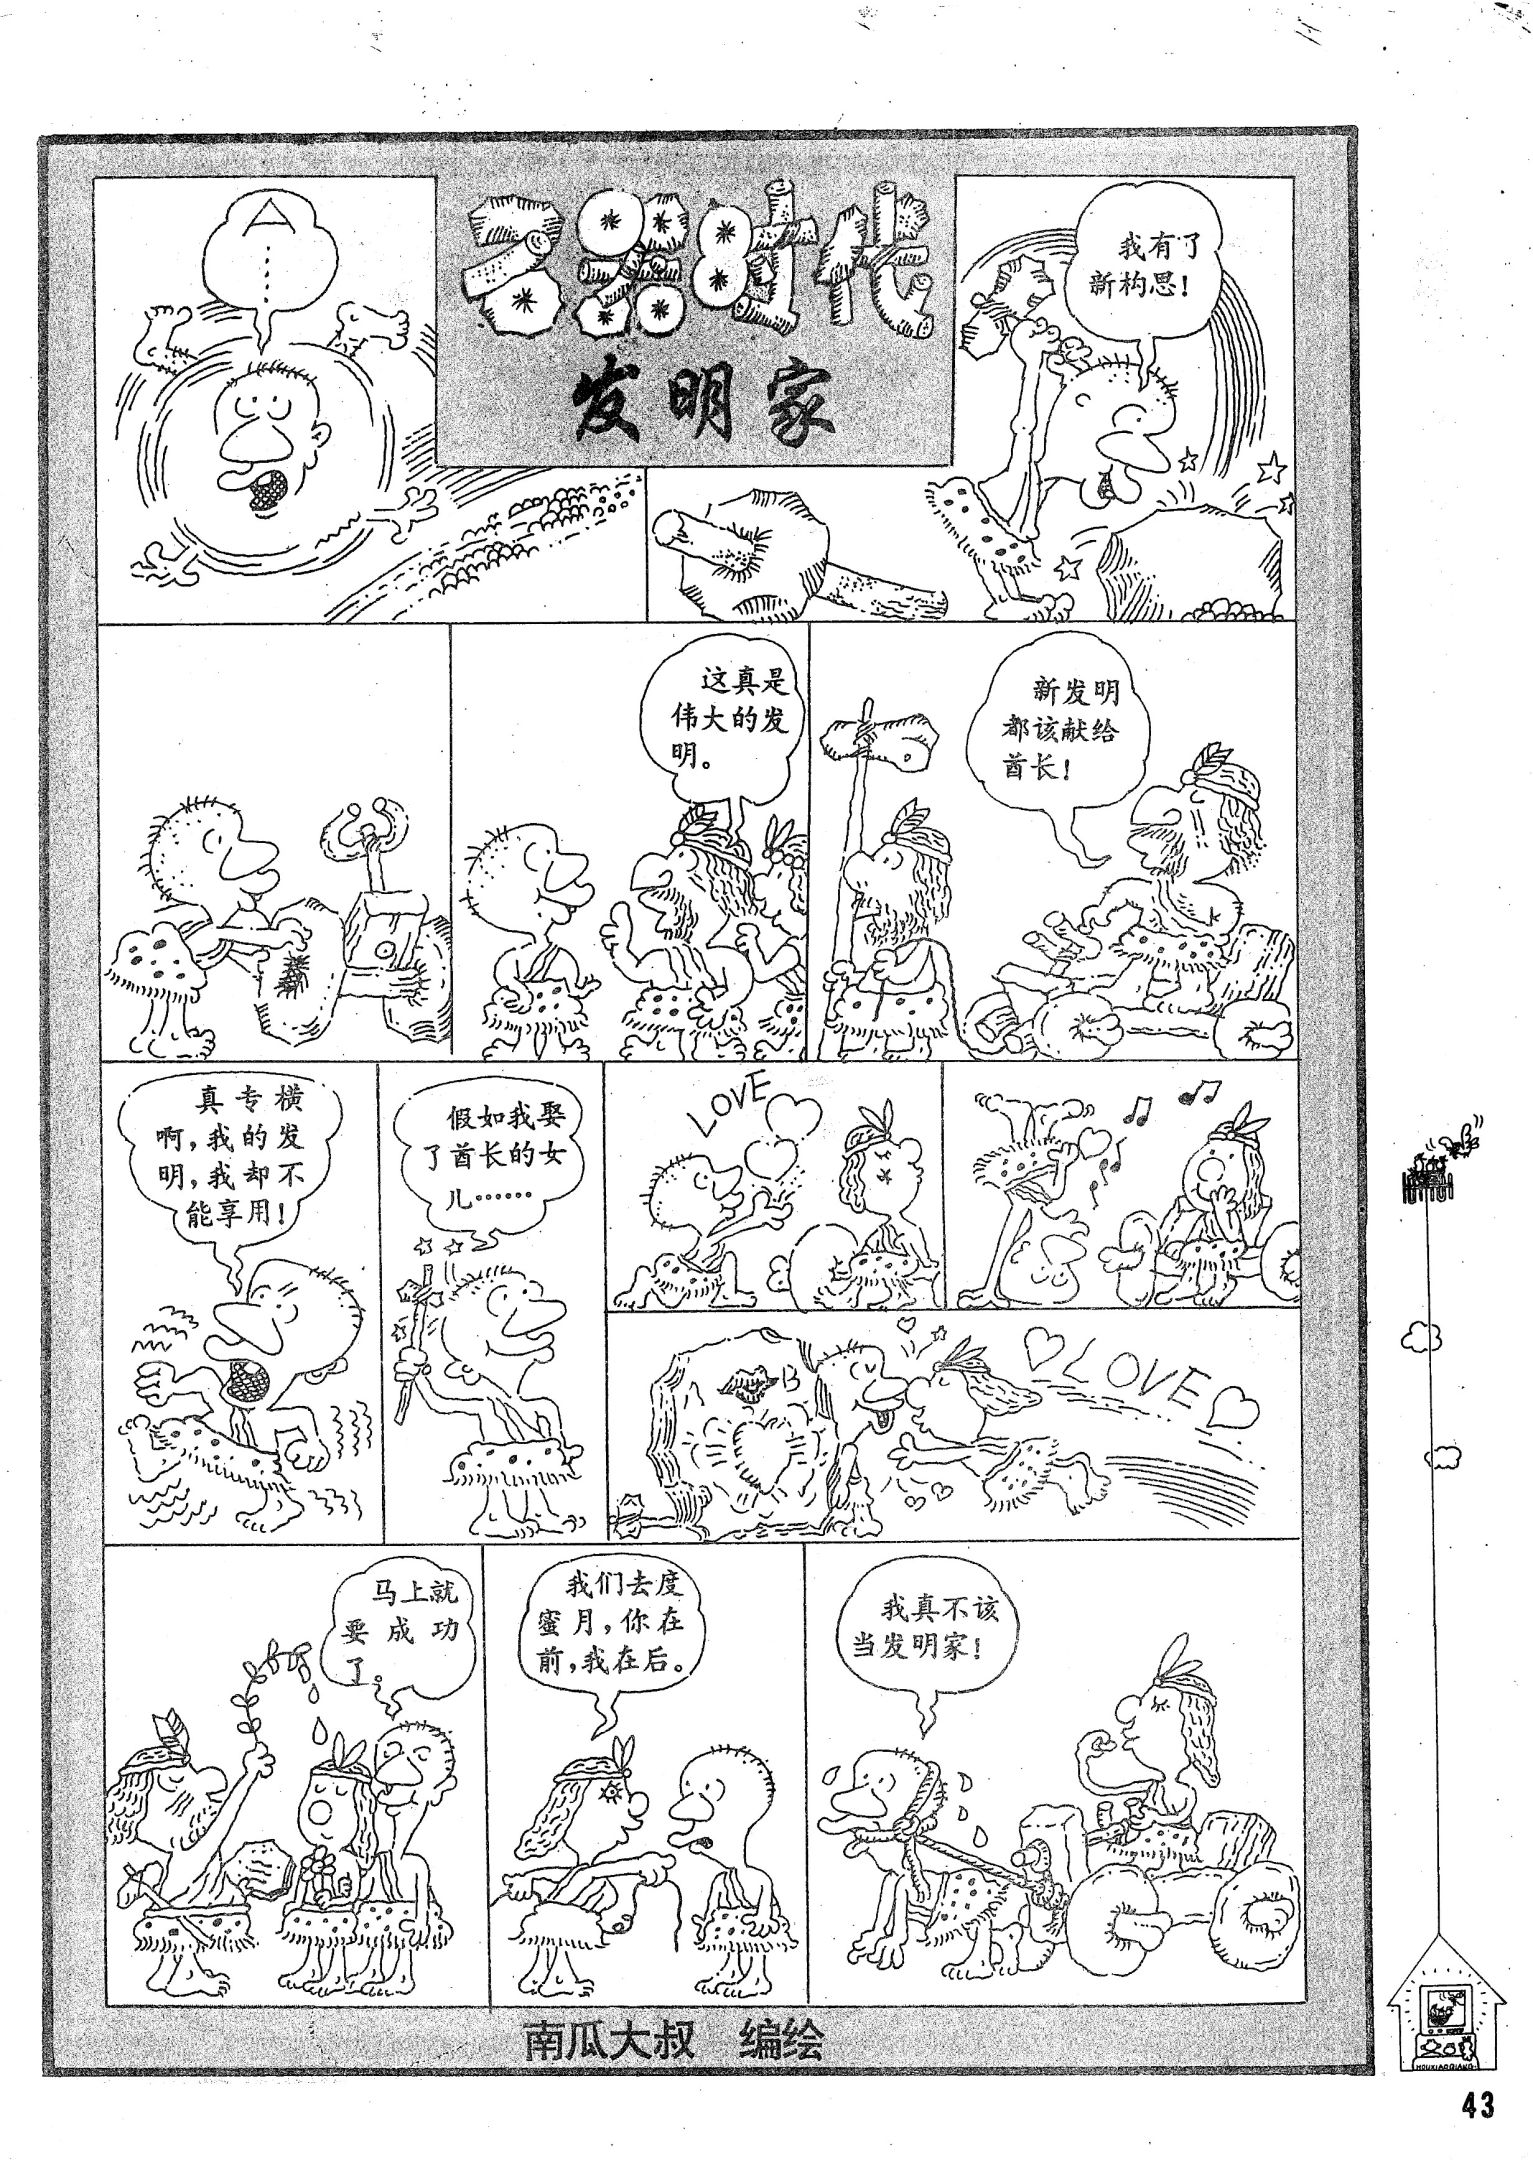 A……
石器时代
发明家
我有了
新构思!
这真是
伟大的发
明。
新发明
都该献给
酋长!
真专横
啊,我的发
明,我却不
能享用!
假如我娶
了酋长的女
儿……
LOVE
LOVE
马上就
要成功
了。
我们去度
蜜月,你在
前,我在后。
我真不该
当发明家!
南瓜大叔 编绘
HOUXIAOQIANG
43